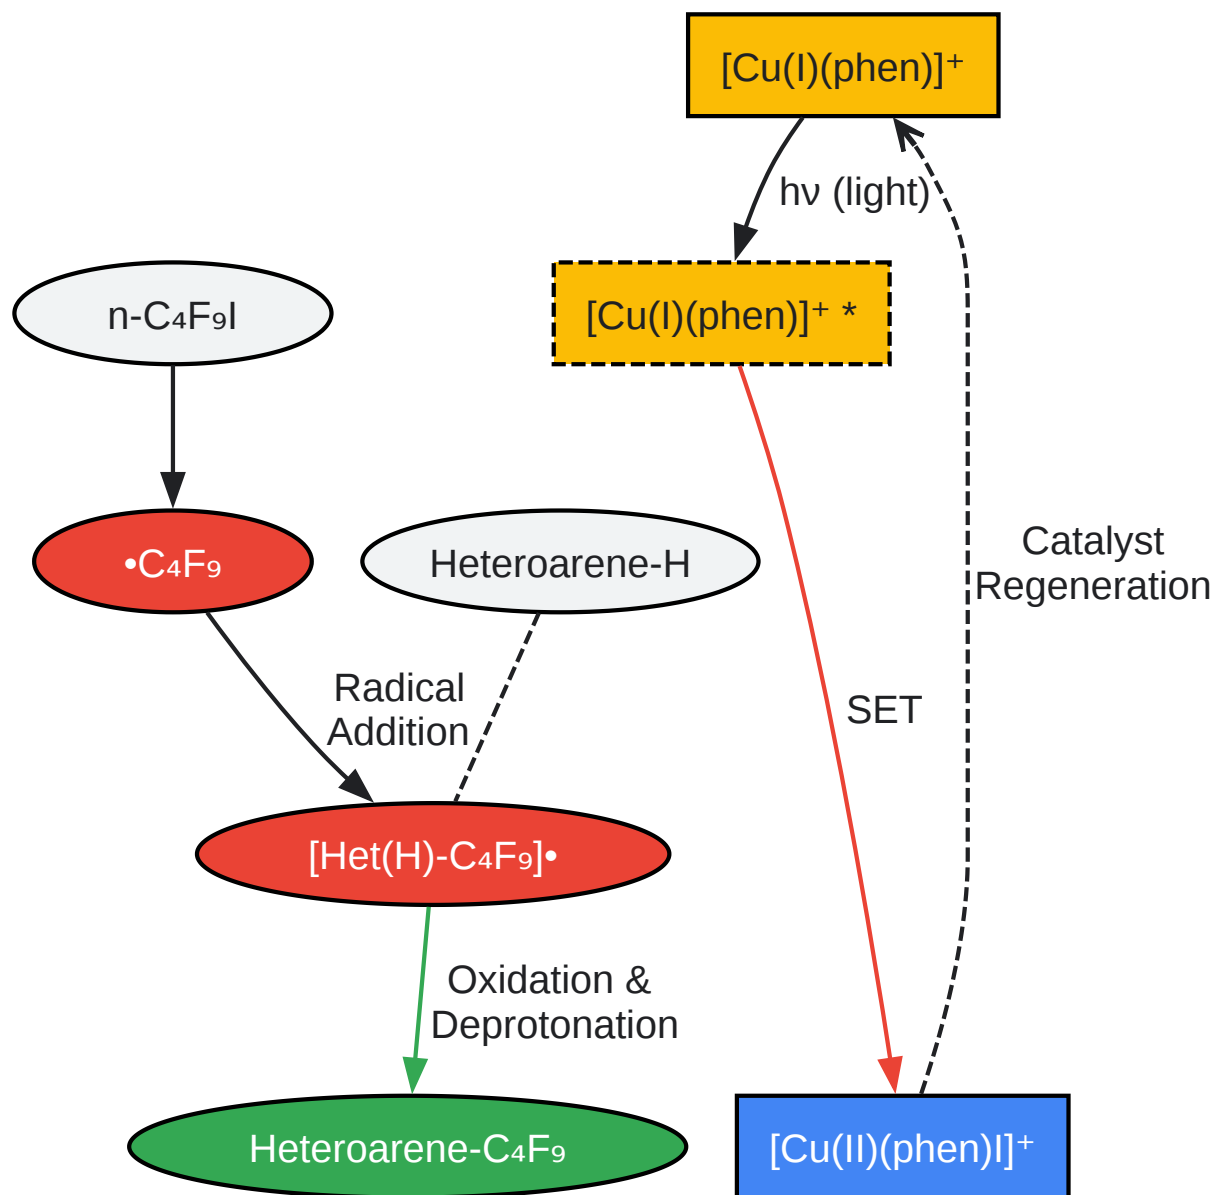 [Cu(I)(phen)]⁺
hν (light)
n-C₄F₉I
[Cu(I)(phen)]⁺ *
•C₄F₉
Heteroarene-H
Catalyst
Regeneration
Radical
Addition
SET
[Het(H)-C₄F₉]•
Oxidation &
Deprotonation
Heteroarene-C₄F₉
[Cu(II)(phen)I]⁺